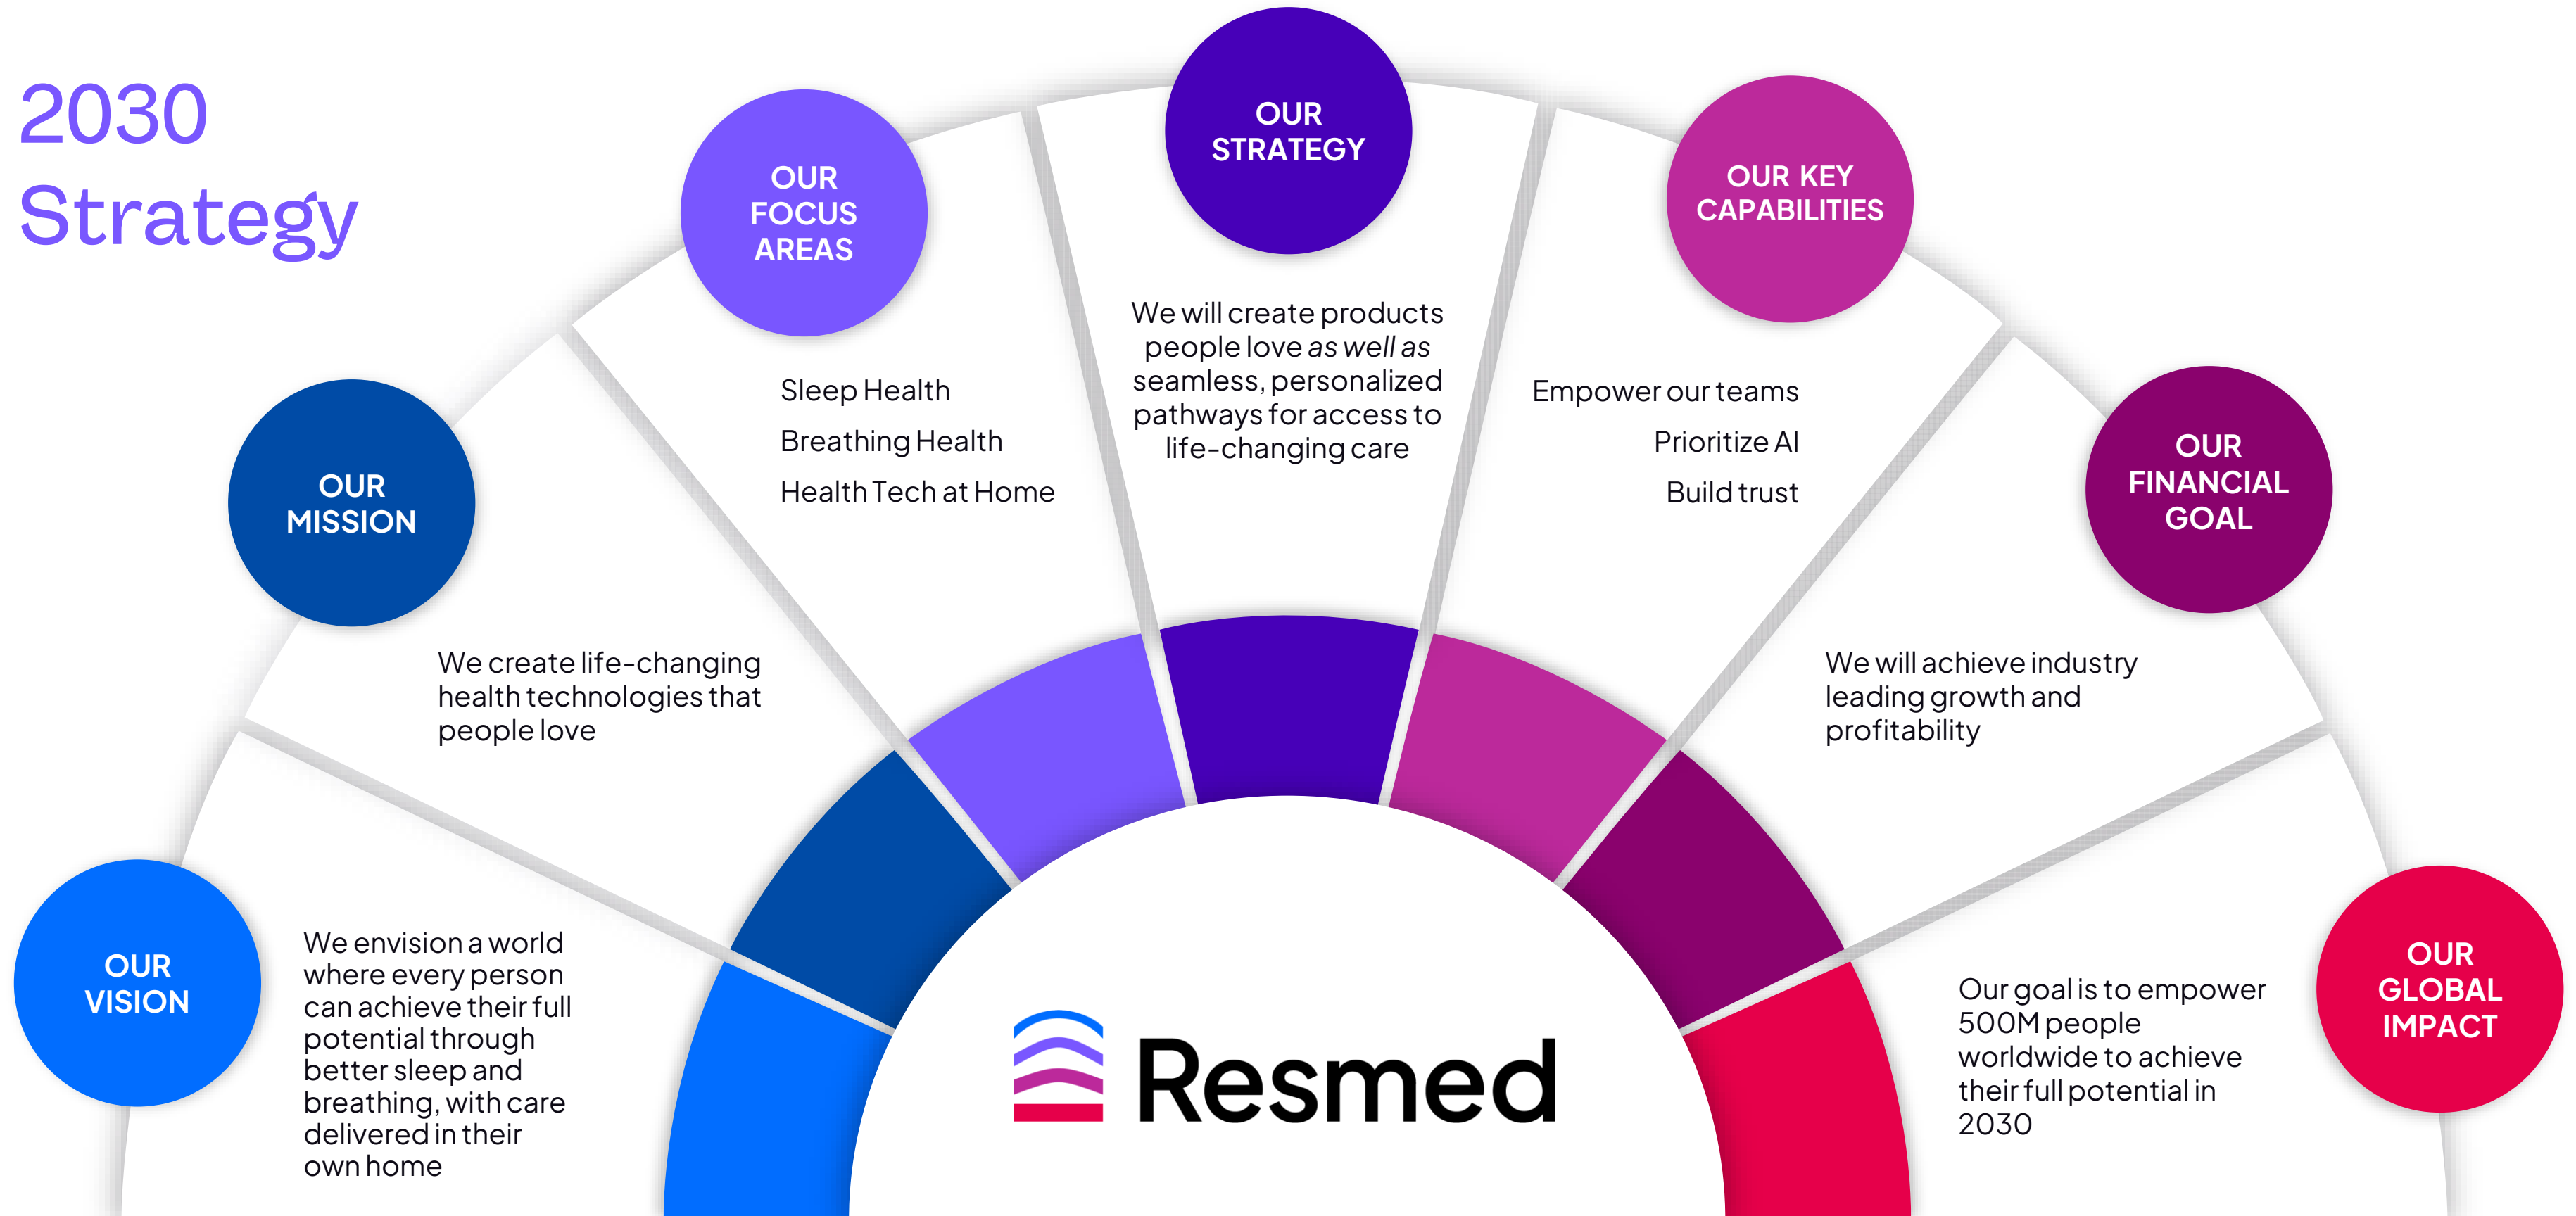 2030
Strategy
OUR
VISION
We envision a world
where every person
can achieve their full
potential through
better sleep and
breathing, with care
delivered in their
own home
OUR
MISSION
We create life-changing
health technologies that
people love
OUR
FOCUS
AREAS
Sleep Health
Breathing Health
Health Tech at Home
OUR
STRATEGY
We will create products
people love as well as
seamless, personalized
pathways for access to
life-changing care
OUR KEY
CAPABILITIES
Empower our teams
Prioritize AI
Build trust
OUR
FINANCIAL
GOAL
We will achieve industry
leading growth and
profitability
OUR
GLOBAL
IMPACT
Our goal is to empower
500M people
worldwide to achieve
their full potential in
2030
Resmed